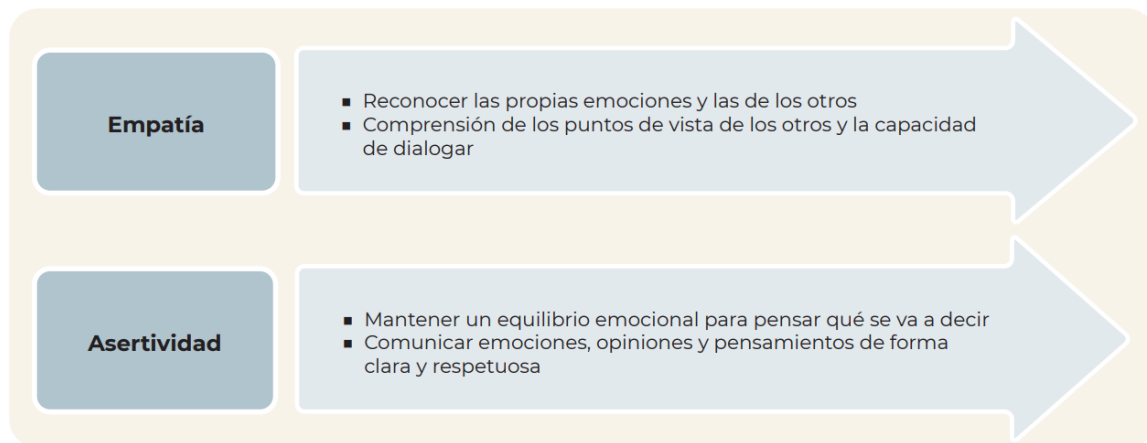 Empatía
▪ Reconocer las propias emociones y las de los otros
▪ Comprensión de los puntos de vista de los otros y la capacidad
de dialogar
Asertividad
▪ Mantener un equilibrio emocional para pensar qué se va a decir
▪ Comunicar emociones, opiniones y pensamientos de forma
clara y respetuosa